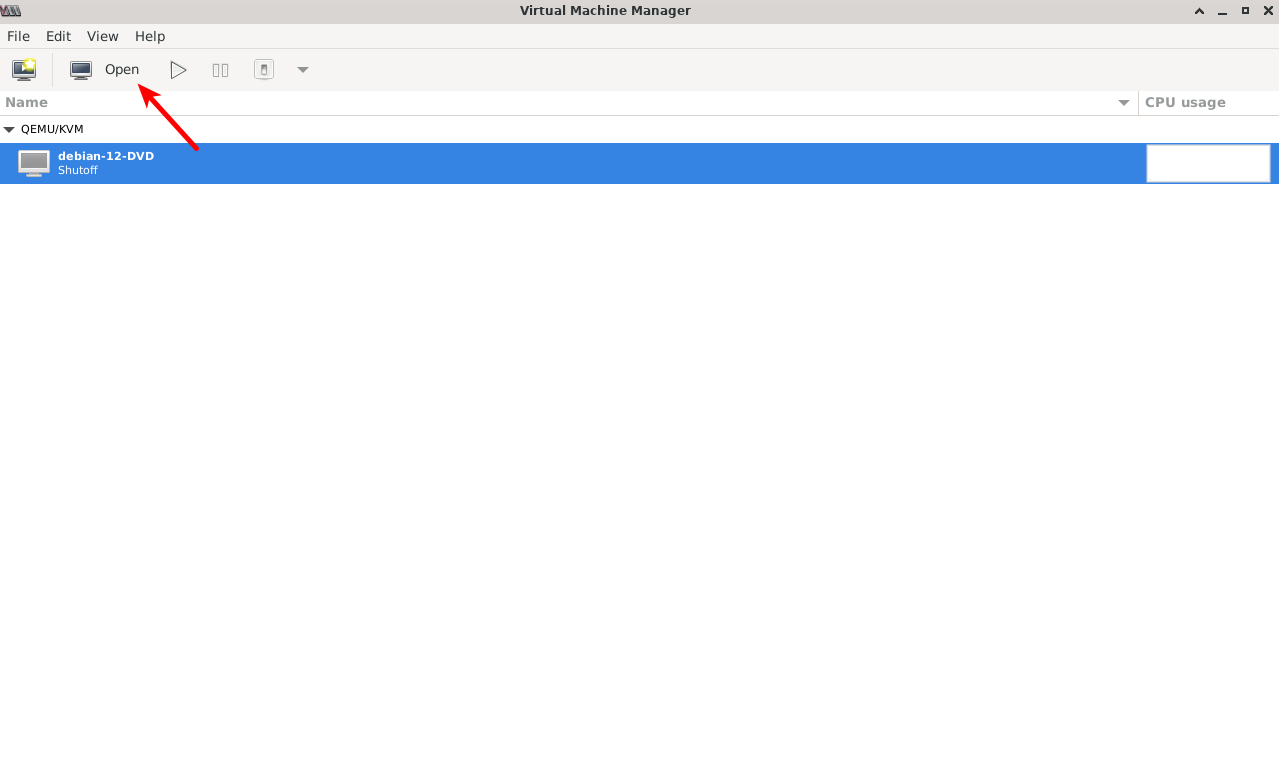 Virtual Machine Manager
File Edit View Help
Open
Name CPU usage
QEMU/KVM
debian-12-DVD
Shutoff